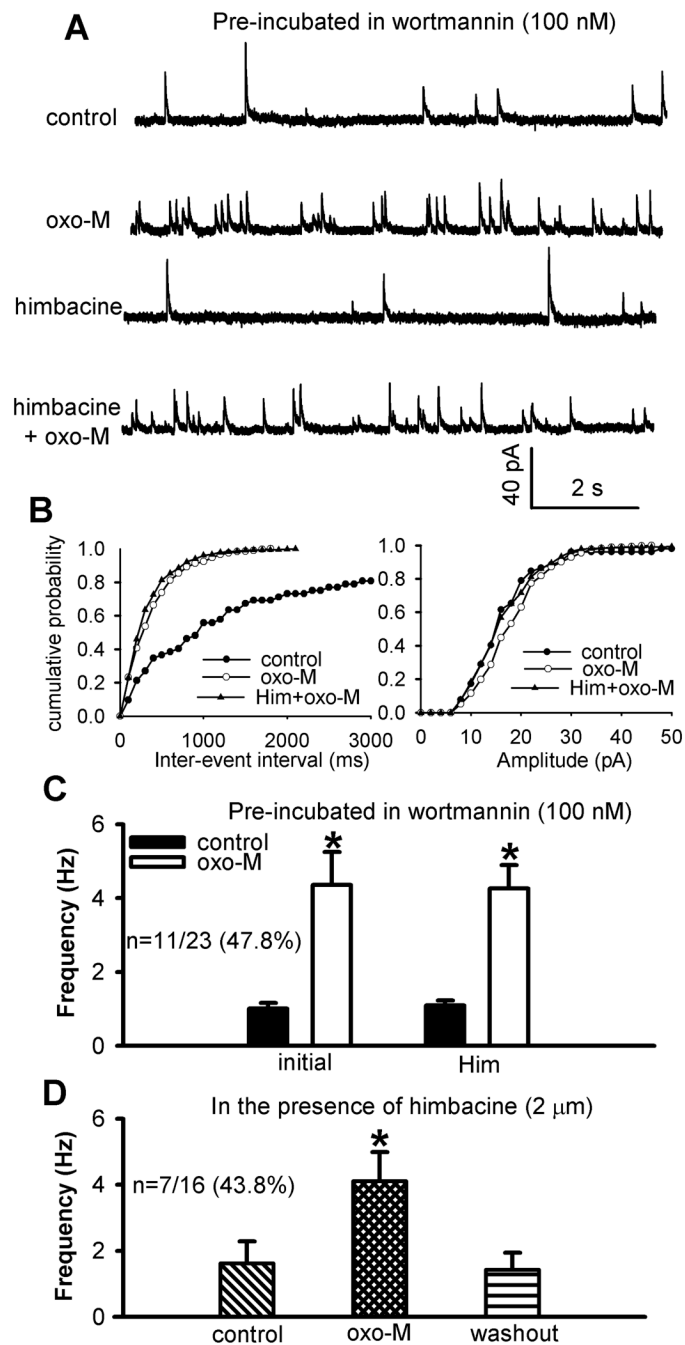 A
Pre-incubated in wortmannin (100 nM)
control
oxo-M
himbacine
himbacine
+ oxo-M
40 pA
2 s
B
cumulative probability
1.0
0.8
0.6
0.4
0.2
0.0
control
oxo-M
Him+oxo-M
0 1000 2000 3000
Inter-event interval (ms)
1.0
0.8
0.6
0.4
0.2
0.0
control
oxo-M
Him+oxo-M
0 10 20 30 40 50
Amplitude (pA)
C
Pre-incubated in wortmannin (100 nM)
Frequency (Hz)
6
4
2
0
control
oxo-M
* *
n=11/23 (47.8%)
initial Him
D
In the presence of himbacine (2 μm)
Frequency (Hz)
6
4
2
0
*
n=7/16 (43.8%)
control oxo-M washout